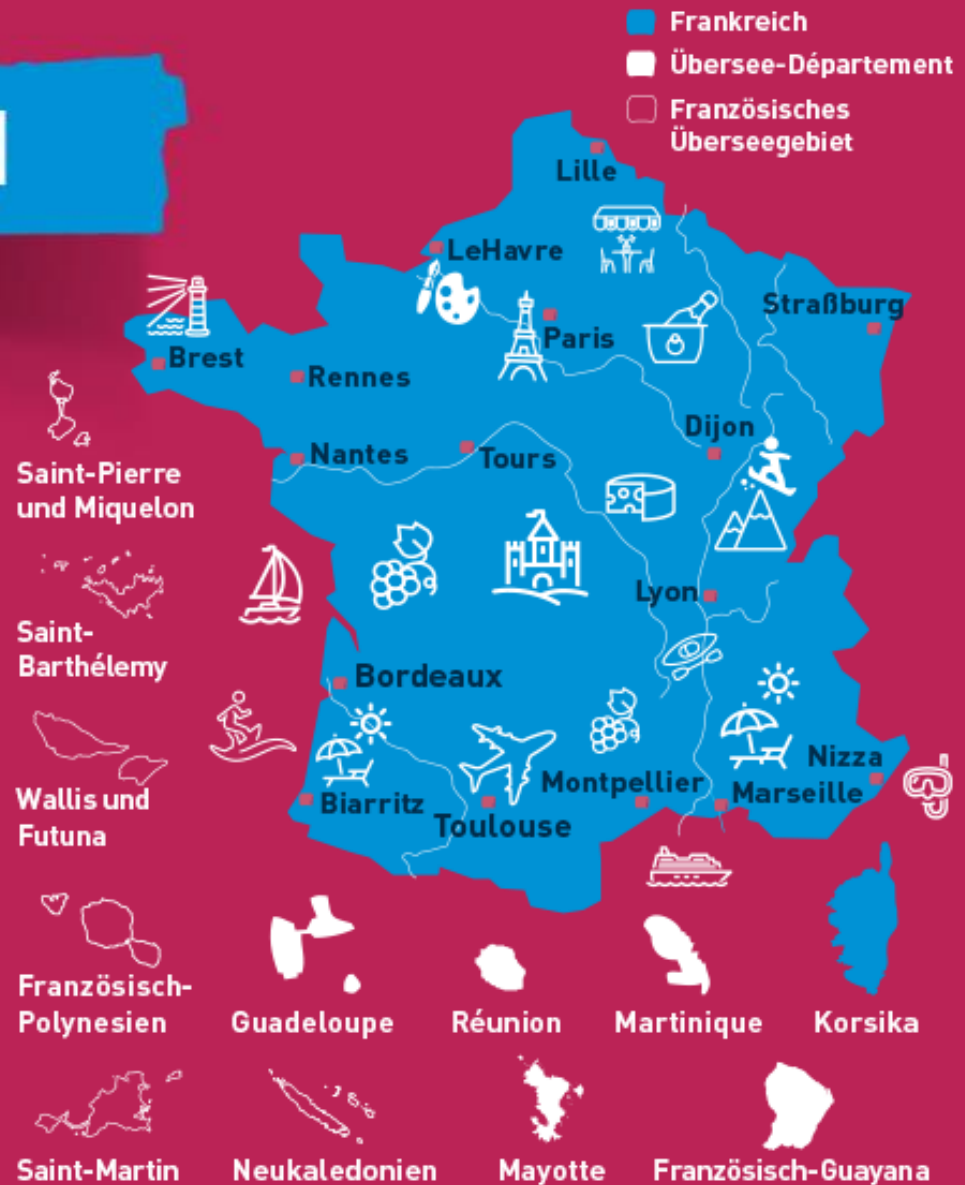 Frankreich
Übersee-Département
Französisches
Überseegebiet
Lille
LeHavre
Straßburg
Paris
Brest
Rennes
Dijon
Nantes
Tours
Saint-Pierre
und Miquelon
Lyon
Saint-
Barthélemy
Bordeaux
Nizza
Montpellier
Marseille
Wallis und
Futuna
Biarritz
Toulouse
Französisch-
Polynesien
Guadeloupe
Réunion
Martinique
Korsika
Saint-Martin
Neukaledonien
Mayotte
Französisch-Guayana